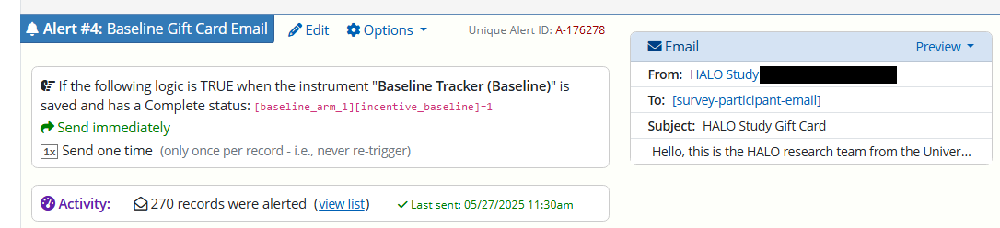 Alert #4: Baseline Gift Card Email
Edit
Options
Unique Alert ID: A-176278
If the following logic is TRUE when the instrument "Baseline Tracker (Baseline)" is
saved and has a Complete status: [baseline_arm_1][incentive_baseline]=1
Send immediately
1x Send one time (only once per record - i.e., never re-trigger)
Activity:
270 records were alerted (view list)
Last sent: 05/27/2025 11:30am
Email
Preview
From: HALO Study
To: [survey-participant-email]
Subject: HALO Study Gift Card
Hello, this is the HALO research team from the Univer...